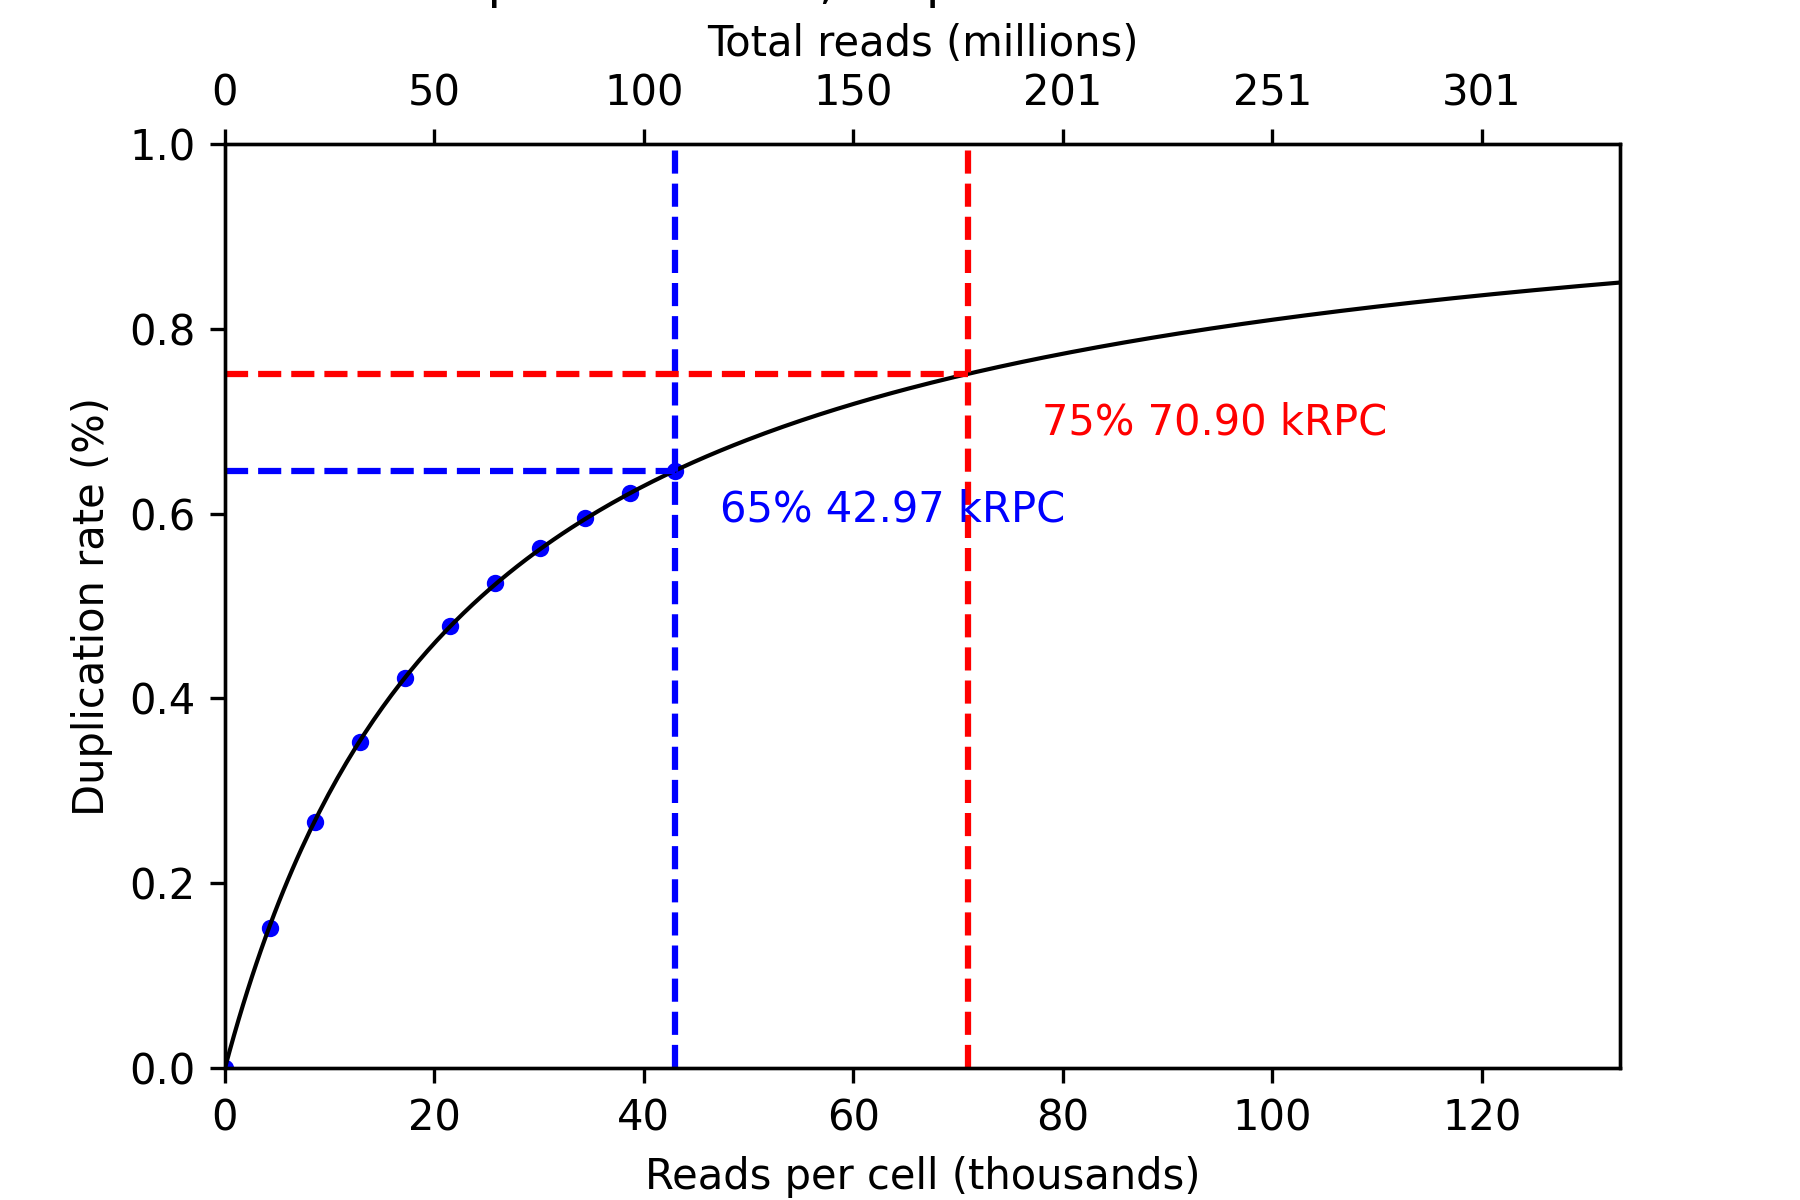 Total reads (millions)
0 50 100 150 201 251 301
1.0
0.8
0.6
0.4
0.2
0.0
Duplication rate (%)
75% 70.90 kRPC
65% 42.97 kRPC
0 20 40 60 80 100 120
Reads per cell (thousands)